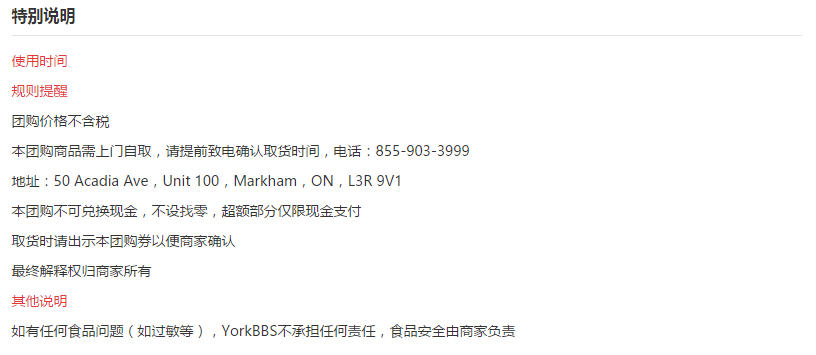 特别说明
使用时间
规则提醒
团购价格不含税
本团购商品需上门自取，请提前致电确认取货时间，电话：855-903-3999
地址：50 Acadia Ave，Unit 100，Markham，ON，L3R 9V1
本团购不可兑换现金，不设找零，超额部分仅限现金支付
取货时请出示本团购券以便商家确认
最终解释权归商家所有
其他说明
如有任何食品问题（如过敏等），YorkBBS不承担任何责任，食品安全由商家负责